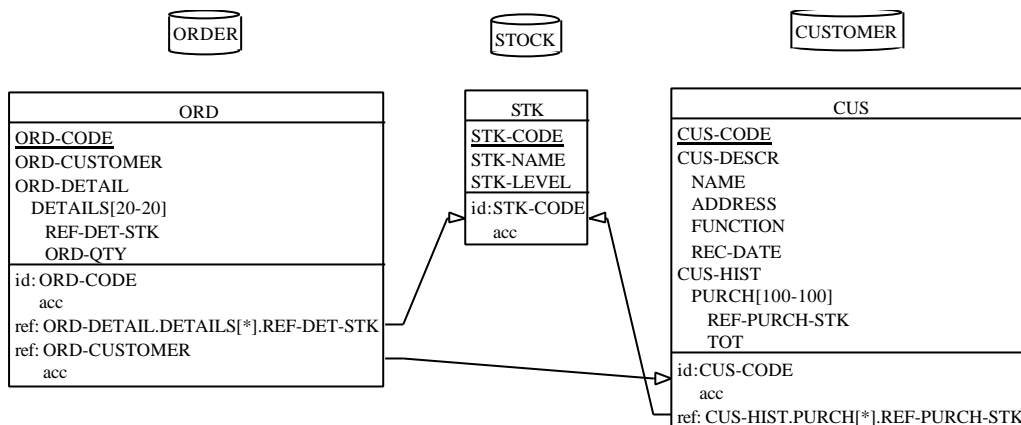 ORDER
STOCK
CUSTOMER
ORD
ORD-CODE
ORD-CUSTOMER
ORD-DETAIL
DETAILS[20-20]
REF-DET-STK
ORD-QTY
id: ORD-CODE
acc
ref: ORD-DETAIL.DETAILS[*].REF-DET-STK
ref: ORD-CUSTOMER
acc
STK
STK-CODE
STK-NAME
STK-LEVEL
id:STK-CODE
acc
CUS
CUS-CODE
CUS-DESCR
NAME
ADDRESS
FUNCTION
REC-DATE
CUS-HIST
PURCH[100-100]
REF-PURCH-STK
TOT
id:CUS-CODE
acc
ref: CUS-HIST.PURCH[*].REF-PURCH-STK